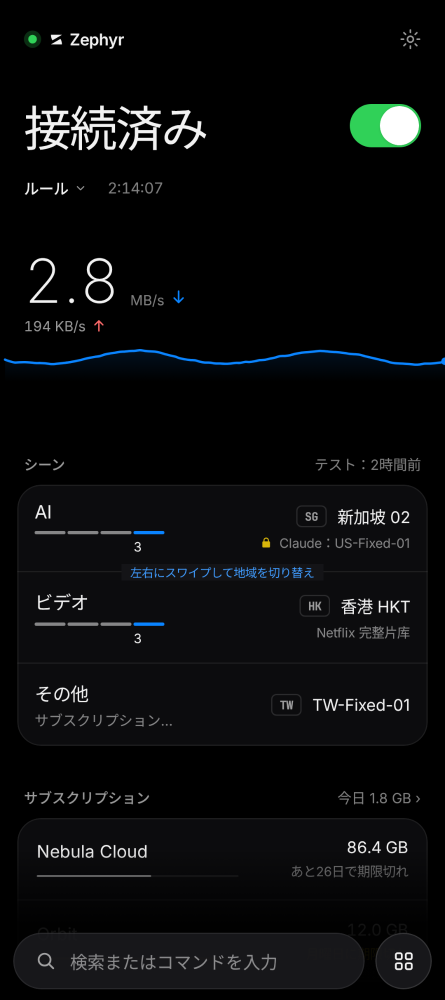 Zephyr
接続済み
ルール 2:14:07
2.8 MB/s ↓
194 KB/s ↑
シーン テスト：2時間前
AI SG 新加坡 02
3 Claude：US-Fixed-01
左右にスワイプして地域を切り替え
ビデオ HK 香港 HKT
3 Netflix 完整片库
その他 TW TW-Fixed-01
サブスクリプション...
サブスクリプション 今日 1.8 GB ›
Nebula Cloud 86.4 GB
あと26日で期限切れ
Orbit 12.0 GB
検索またはコマンドを入力